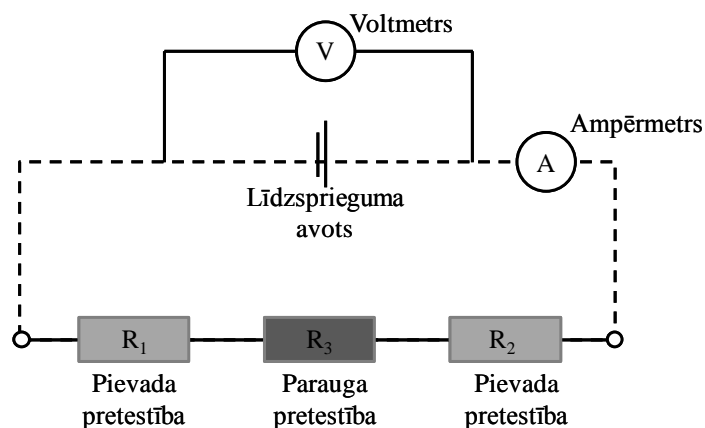 Voltmetrs
V
Ampērmetrs
A
Līdzsprieguma
avots
R1
R3
R2
Pievada
pretestība
Parauga
pretestība
Pievada
pretestība